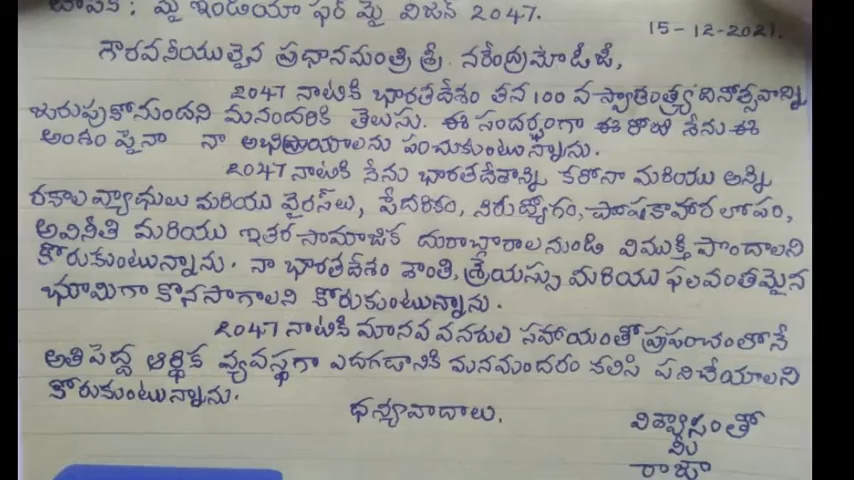 టాపిక్ : మై ఇండియా ఫర్ మై విజన్ 2047.
15-12-2021.
గౌరవనీయులైన ప్రధానమంత్రి శ్రీ. నరేంద్రమోడీజీ,
2047 నాటికి భారతదేశం తన 100 వ స్వాతంత్ర్య దినోత్సవాన్ని
జరుపుకోనుందని మనందరికి తెలుసు. ఈ సందర్భంగా ఈ రోజు నేను ఈ
అంశం పైనా నా అభిప్రాయాలను పంచుకుంటున్నాను.
2047 నాటికి నేను భారతదేశాన్ని కరోనా మరియు అన్ని
రకాల వ్యాధులు మరియు వైరస్‌లు, పేదరికం, నిరుద్యోగం, పోషకాహార లోపం,
అవినీతి మరియు ఇతర సామాజిక దురాచ్చారాల నుండి విముక్తి పొందాలని
కోరుకుంటున్నాను. నా భారతదేశం శాంతి, శ్రేయస్సు మరియు ఫలవంతమైన
భూమిగా కొనసాగాలని కోరుకుంటున్నాను.
2047 నాటికి మానవ వనరుల సహాయంతో ప్రపంచంలోనే
అతి పెద్ద ఆర్థిక వ్యవస్థగా ఎదగడానికి మనమందరం కలిసి పనిచేయాలని
కోరుకుంటున్నాను.
ధన్యవాదాలు.
విశ్వాసంతో
మీ
రాజా